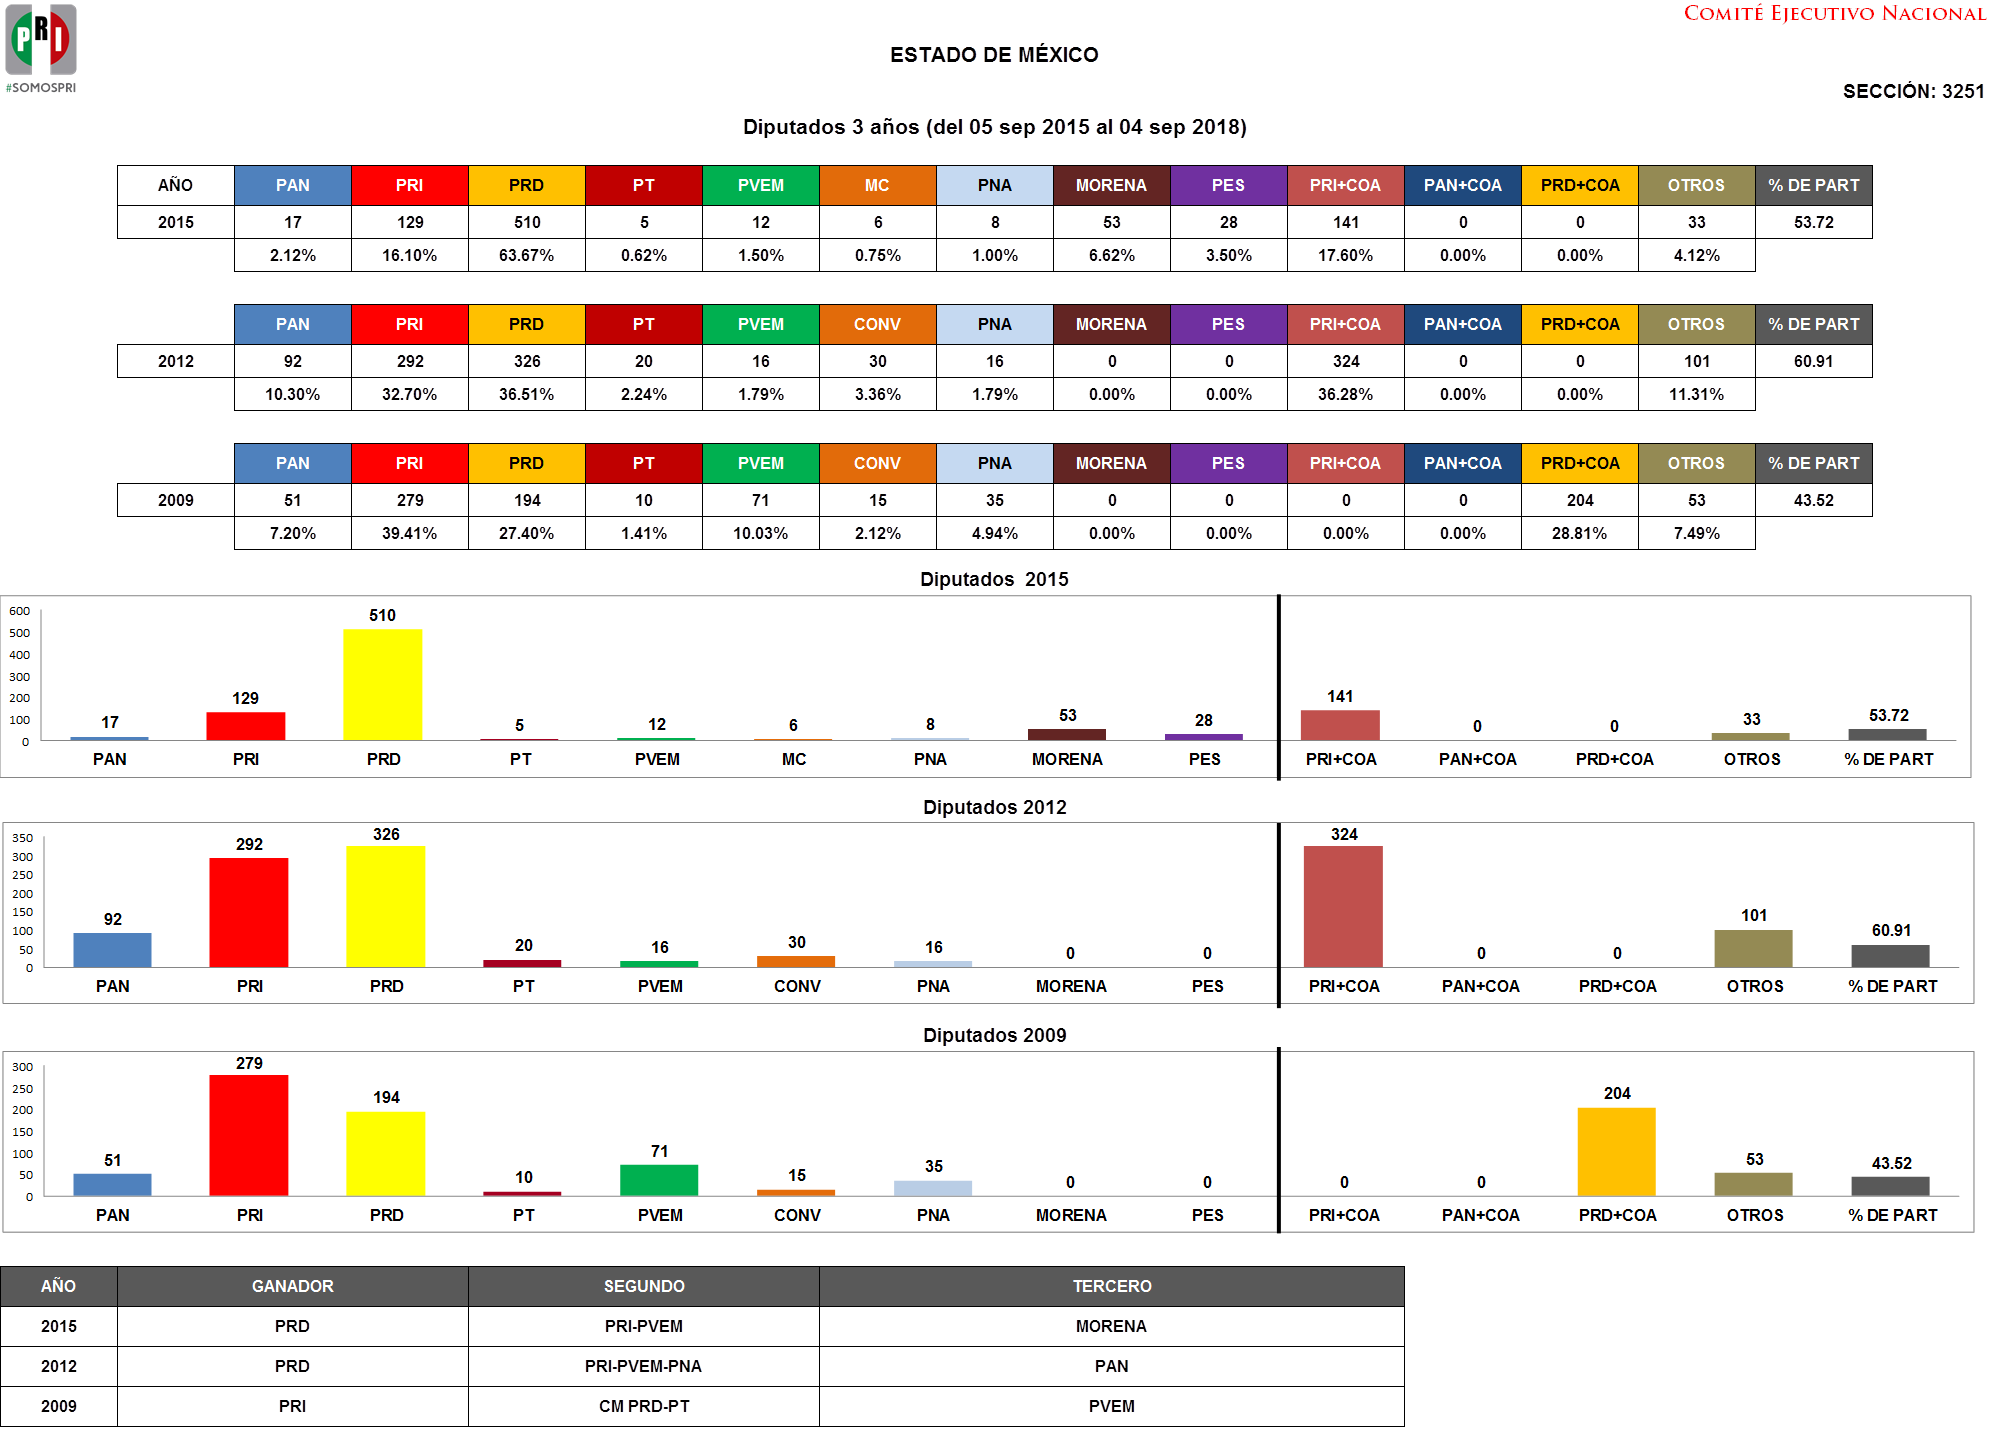 COMITÉ EJECUTIVO NACIONAL
PRI
#SOMOSPRI
ESTADO DE MÉXICO
SECCIÓN: 3251
Diputados 3 años (del 05 sep 2015 al 04 sep 2018)
AÑO PAN PRI PRD PT PVEM MC PNA MORENA PES PRI+COA PAN+COA PRD+COA OTROS % DE PART
2015 17 129 510 5 12 6 8 53 28 141 0 0 33 53.72
2.12% 16.10% 63.67% 0.62% 1.50% 0.75% 1.00% 6.62% 3.50% 17.60% 0.00% 0.00% 4.12%
PAN PRI PRD PT PVEM CONV PNA MORENA PES PRI+COA PAN+COA PRD+COA OTROS % DE PART
2012 92 292 326 20 16 30 16 0 0 324 0 0 101 60.91
10.30% 32.70% 36.51% 2.24% 1.79% 3.36% 1.79% 0.00% 0.00% 36.28% 0.00% 0.00% 11.31%
PAN PRI PRD PT PVEM CONV PNA MORENA PES PRI+COA PAN+COA PRD+COA OTROS % DE PART
2009 51 279 194 10 71 15 35 0 0 0 0 204 53 43.52
7.20% 39.41% 27.40% 1.41% 10.03% 2.12% 4.94% 0.00% 0.00% 0.00% 0.00% 28.81% 7.49%
Diputados 2015
600
500
400
300
200
100
0
17 129 510 5 12 6 8 53 28 141 0 0 33 53.72
PAN PRI PRD PT PVEM MC PNA MORENA PES PRI+COA PAN+COA PRD+COA OTROS % DE PART
Diputados 2012
350
300
250
200
150
100
50
0
92 292 326 20 16 30 16 0 0 324 0 0 101 60.91
PAN PRI PRD PT PVEM CONV PNA MORENA PES PRI+COA PAN+COA PRD+COA OTROS % DE PART
Diputados 2009
300
250
200
150
100
50
0
51 279 194 10 71 15 35 0 0 0 0 204 53 43.52
PAN PRI PRD PT PVEM CONV PNA MORENA PES PRI+COA PAN+COA PRD+COA OTROS % DE PART
AÑO GANADOR SEGUNDO TERCERO
2015 PRD PRI-PVEM MORENA
2012 PRD PRI-PVEM-PNA PAN
2009 PRI CM PRD-PT PVEM